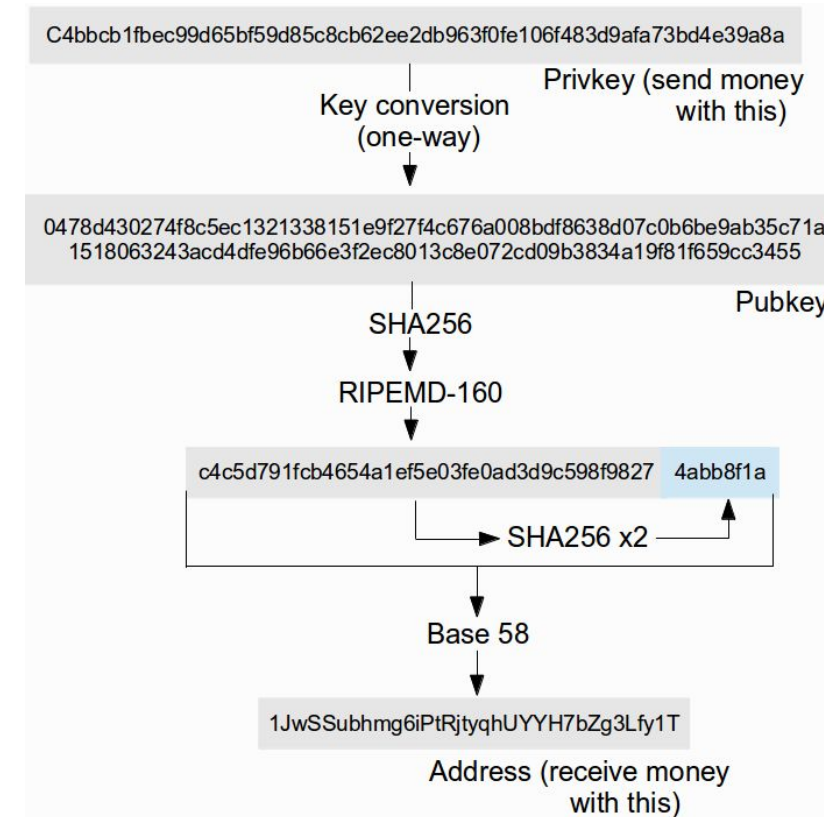 C4bbcb1fbec99d65bf59d85c8cb62ee2db963f0fe106f483d9afa73bd4e39a8a
Privkey (send money
with this)
Key conversion
(one-way)
0478d430274f8c5ec1321338151e9f27f4c676a008bdf8638d07c0b6be9ab35c71a
1518063243acd4dfe96b66e3f2ec8013c8e072cd09b3834a19f81f659cc3455
Pubkey
SHA256
RIPEMD-160
c4c5d791fcb4654a1ef5e03fe0ad3d9c598f9827 4abb8f1a
SHA256 x2
Base 58
1JwSSubhmg6iPtRjtyqhUYYH7bZg3Lfy1T
Address (receive money
with this)